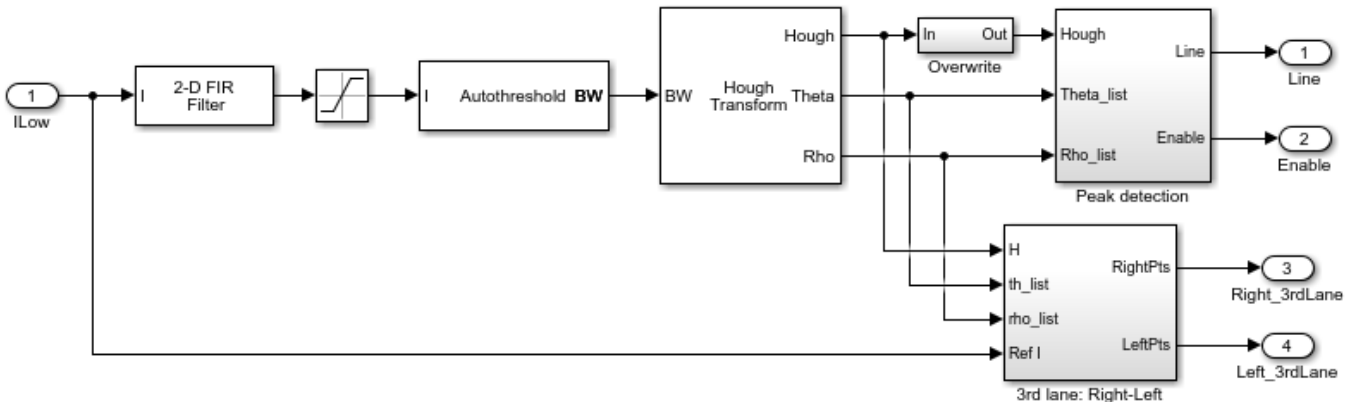 1
ILow
I
2-D FIR
Filter
I
Autothreshold BW
BW
Hough
Transform
Hough
Theta
Rho
In
Out
Overwrite
Hough
Theta_list
Rho_list
Line
Enable
Peak detection
1
Line
2
Enable
H
th_list
rho_list
Ref I
RightPts
LeftPts
3rd lane: Right-Left
3
Right_3rdLane
4
Left_3rdLane